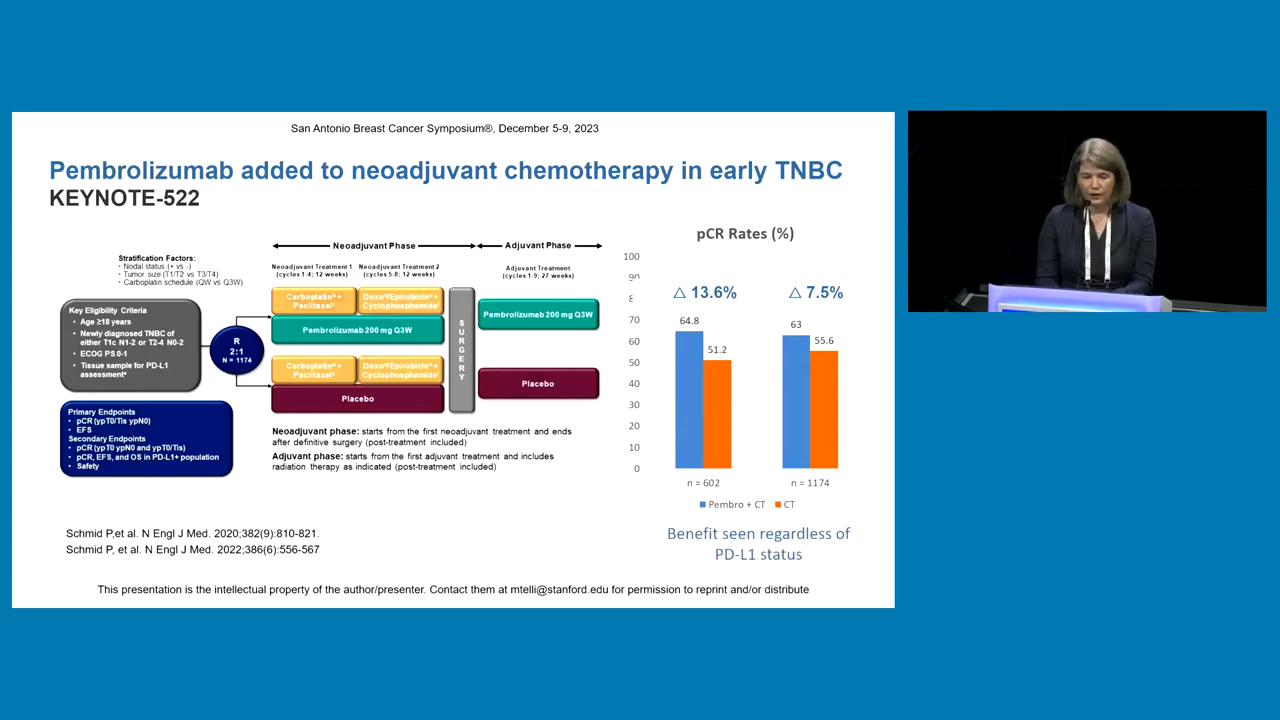 San Antonio Breast Cancer Symposium®, December 5-9, 2023
Pembrolizumab added to neoadjuvant chemotherapy in early TNBC
KEYNOTE-522
Stratification Factors:
• Nodal status (+ vs -)
• Tumor size (T1/T2 vs T3/T4)
• Carboplatin schedule (QW vs Q3W)
Key Eligibility Criteria
• Age ≥18 years
• Newly diagnosed TNBC of
either T1c N1-2 or T2-4 N0-2
• ECOG PS 0-1
• Tissue sample for PD-L1
assessment
R
2:1
N = 1174
Primary Endpoints
• pCR (ypT0/Tis ypN0)
• EFS
Secondary Endpoints
• pCR (ypT0 ypN0 and ypT0/Tis)
• pCR, EFS, and OS in PD-L1+ population
• Safety
Neoadjuvant Phase
Adjuvant Phase
Neoadjuvant Treatment 1
(cycles 1-4; 12 weeks)
Neoadjuvant Treatment 2
(cycles 5-8; 12 weeks)
Adjuvant Treatment
(cycles 1-9; 27 weeks)
Carboplatin +
Paclitaxel
Doxo/Epirubicin +
Cyclophosphamide
Pembrolizumab 200 mg Q3W
Carboplatin +
Paclitaxel
Doxo/Epirubicin +
Cyclophosphamide
Placebo
SURGERY
Pembrolizumab 200 mg Q3W
Placebo
Neoadjuvant phase: starts from the first neoadjuvant treatment and ends
after definitive surgery (post-treatment included)
Adjuvant phase: starts from the first adjuvant treatment and includes
radiation therapy as indicated (post-treatment included)
pCR Rates (%)
100
90
70
60
50
40
30
20
10
0
△ 13.6%
△ 7.5%
64.8
51.2
63
55.6
n = 602
n = 1174
Pembro + CT
CT
Benefit seen regardless of
PD-L1 status
Schmid P,et al. N Engl J Med. 2020;382(9):810-821.
Schmid P, et al. N Engl J Med. 2022;386(6):556-567
This presentation is the intellectual property of the author/presenter. Contact them at mtelli@stanford.edu for permission to reprint and/or distribute